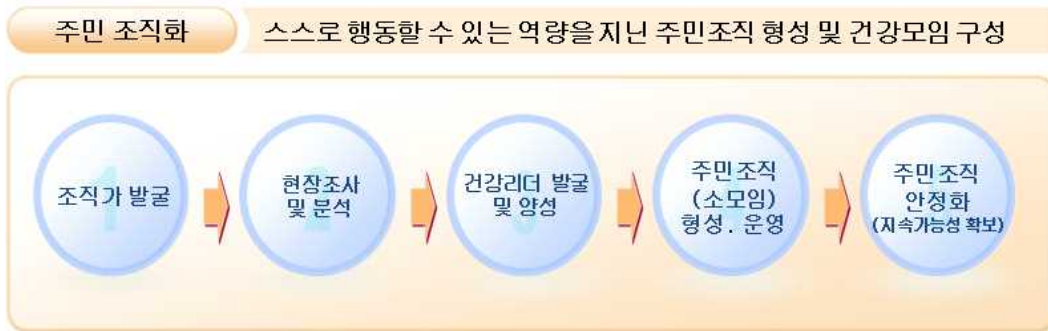 주민 조직화
스스로 행동할 수 있는 역량을 지닌 주민조직 형성 및 건강모임 구성
1
조직가 발굴
현장조사
및 분석
건강리더 발굴
및 양성
주민조직
(소모임)
형성 . 운영
주민조직
안정화
(지속가능성 확보)